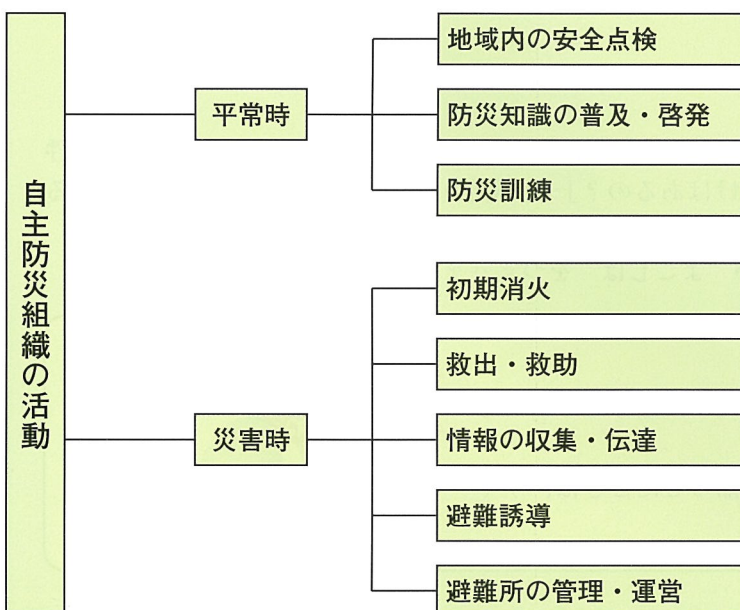 自主防災組織の活動
平常時
地域内の安全点検
防災知識の普及・啓発
防災訓練
災害時
初期消火
救出・救助
情報の収集・伝達
避難誘導
避難所の管理・運営